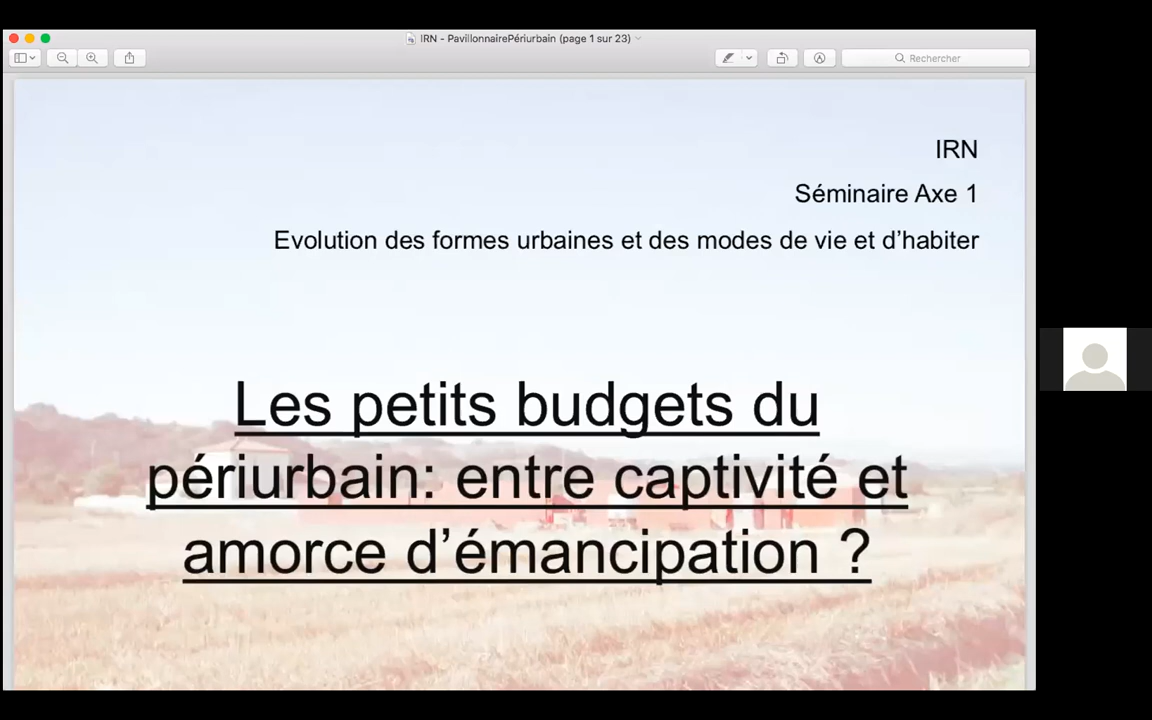 IRN - PavillonnairePériurbain (page 1 sur 23)
Rechercher
IRN
Séminaire Axe 1
Evolution des formes urbaines et des modes de vie et d’habiter
Les petits budgets du
périurbain: entre captivité et
amorce d’émancipation ?